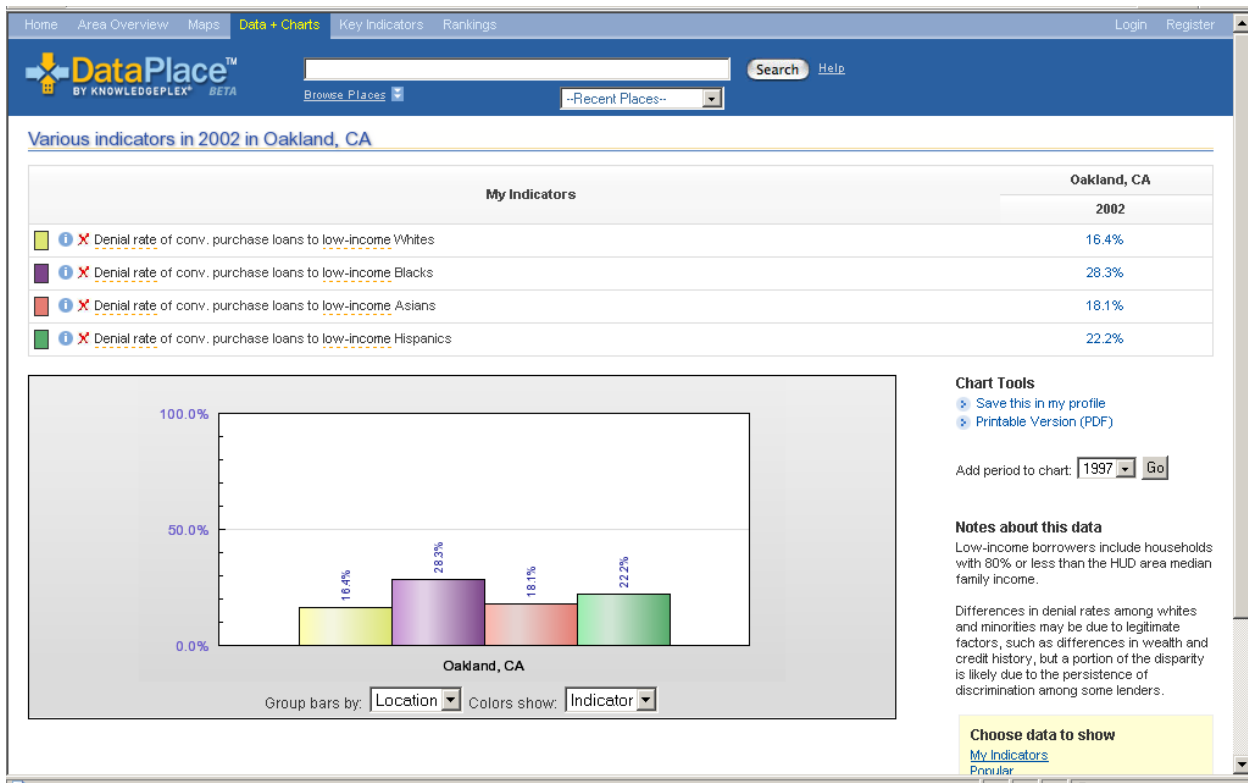 Home Area Overview Maps Data + Charts Key Indicators Rankings Login Register
DataPlace™
BY KNOWLEDGEPLEX® BETA
Search Help
Browse Places --Recent Places--
Various indicators in 2002 in Oakland, CA
My Indicators
Oakland, CA
2002
Denial rate of conv. purchase loans to low-income Whites 16.4%
Denial rate of conv. purchase loans to low-income Blacks 28.3%
Denial rate of conv. purchase loans to low-income Asians 18.1%
Denial rate of conv. purchase loans to low-income Hispanics 22.2%
100.0%
50.0%
0.0%
16.4%
28.3%
18.1%
22.2%
Oakland, CA
Group bars by: Location Colors show: Indicator
Chart Tools
Save this in my profile
Printable Version (PDF)
Add period to chart: 1997 Go
Notes about this data
Low-income borrowers include households
with 80% or less than the HUD area median
family income.
Differences in denial rates among whites
and minorities may be due to legitimate
factors, such as differences in wealth and
credit history, but a portion of the disparity
is likely due to the persistence of
discrimination among some lenders.
Choose data to show
My Indicators
Popular